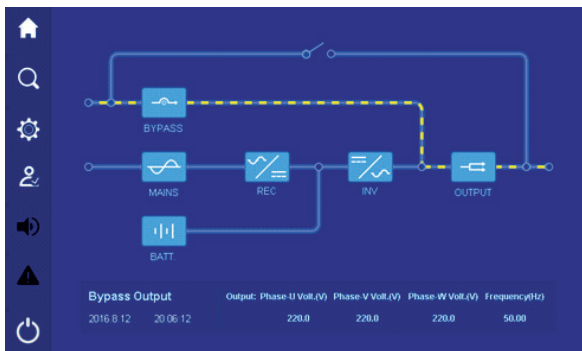 BYPASS
MAINS REC INV OUTPUT
BATT.
Bypass Output Output: Phase-U Volt.(V) Phase-V Volt.(V) Phase-W Volt.(V) Frequency(Hz)
2016.8.12 20:06:12 220.0 220.0 220.0 50.00